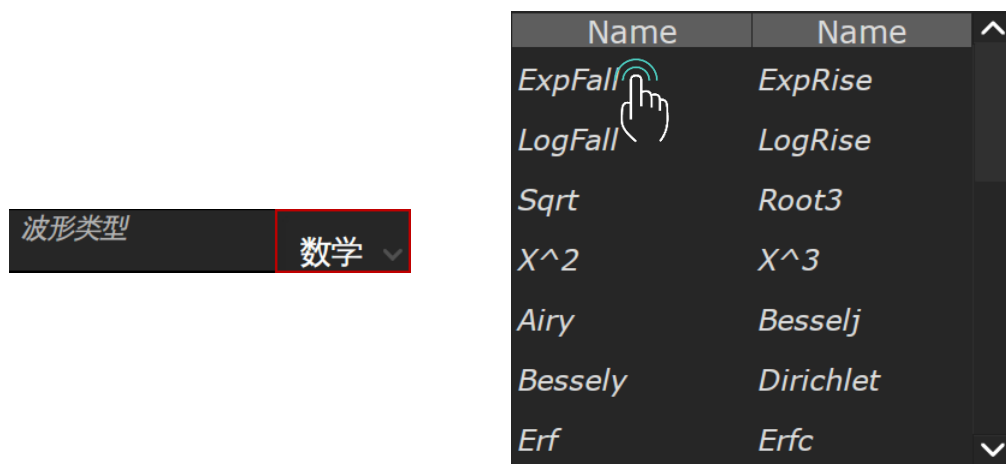 波形类型
数学
Name Name
ExpFall ExpRise
LogFall LogRise
Sqrt Root3
X^2 X^3
Airy Besselj
Bessely Dirichlet
Erf Erfc